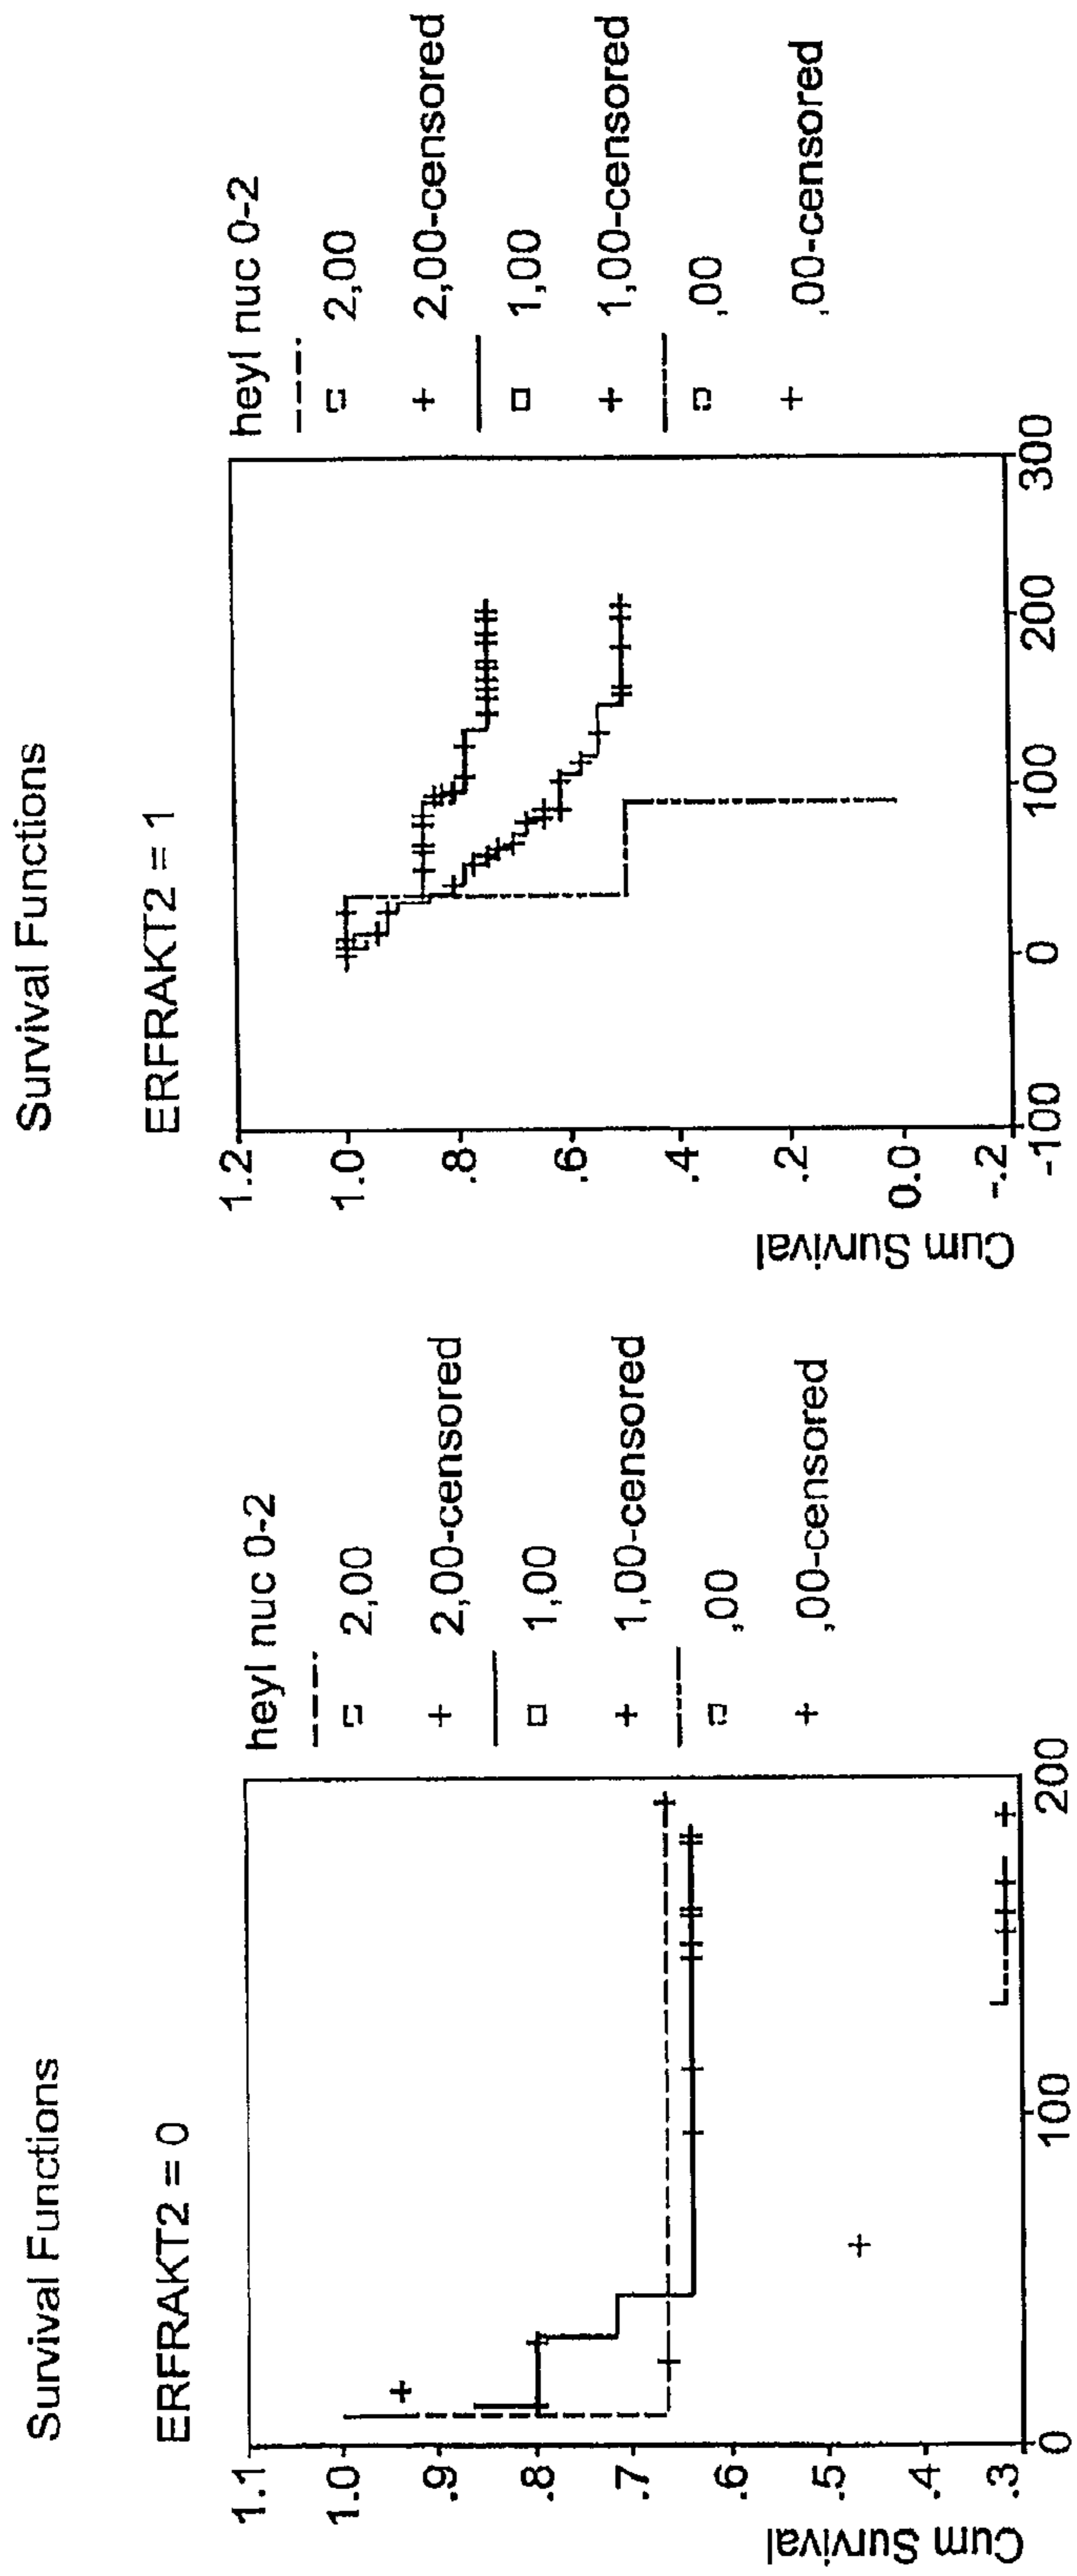 Survival Functions
ERFRAKT2 = 0
Cum Survival
1.1
1.0
.9
.8
.7
.6
.5
.4
.3
0
100
200
heyl nuc 0-2
2,00
2,00-censored
1,00
1,00-censored
,00
,00-censored
Survival Functions
ERFRAKT2 = 1
Cum Survival
1.2
1.0
.8
.6
.4
.2
0.0
-.2
-100
0
100
200
300
heyl nuc 0-2
2,00
2,00-censored
1,00
1,00-censored
,00
,00-censored